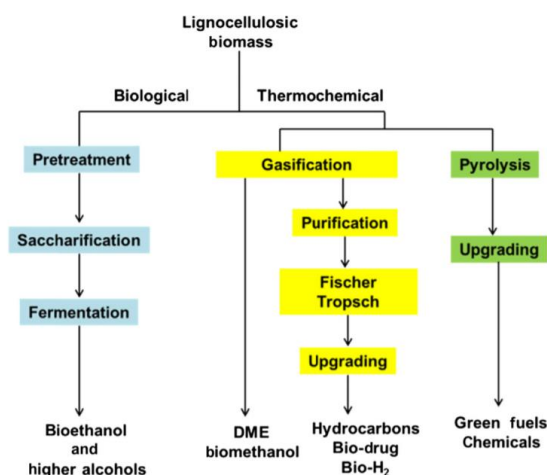 Lignocellulosic
biomass
Biological
Thermochemical
Pretreatment
Gasification
Pyrolysis
Purification
Saccharification
Upgrading
Fischer
Tropsch
Fermentation
Upgrading
Bioethanol
and
higher alcohols
DME
biomethanol
Hydrocarbons
Bio-drug
Bio-H₂
Green fuels
Chemicals